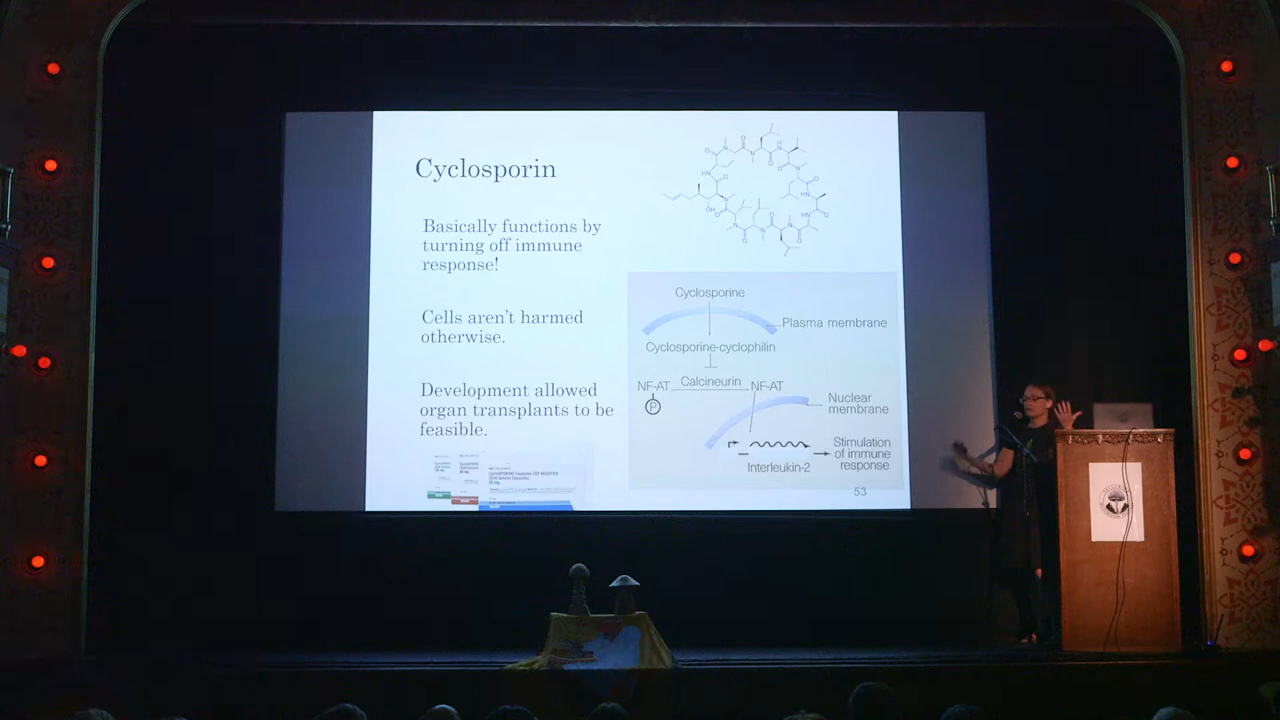 Cyclosporin
Basically functions by
turning off immune
response!
Cells aren't harmed
otherwise.
Development allowed
organ transplants to be
feasible.
Cyclosporine
Plasma membrane
Cyclosporine-cyclophilin
NF-AT
Calcineurin
NF-AT
P
Nuclear
membrane
Interleukin-2
Stimulation
of immune
response
53